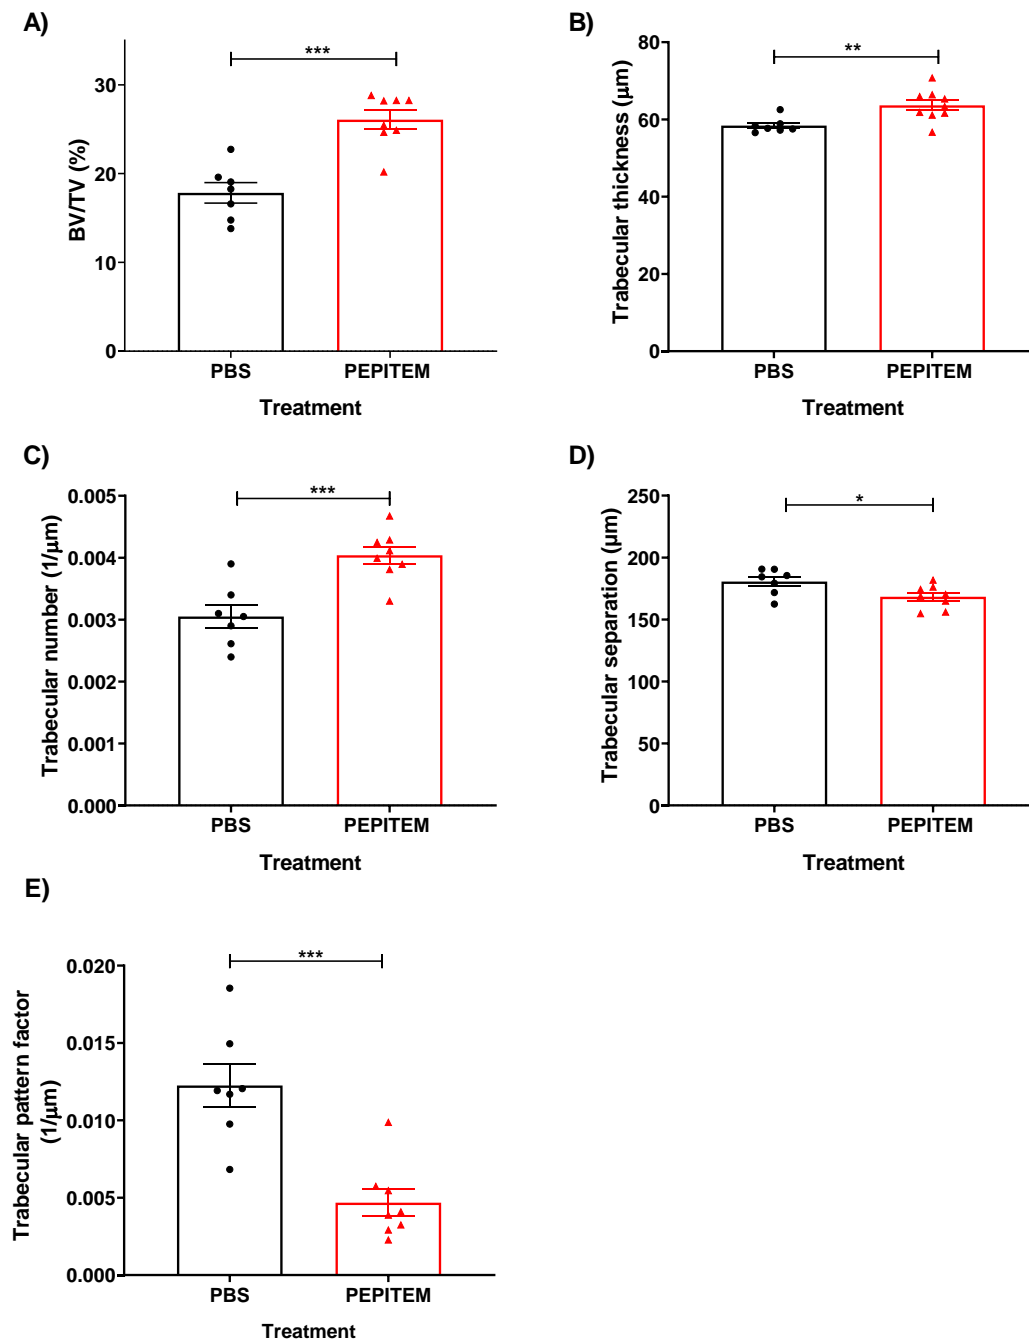 A)
***
BV/TV (%)
30
20
10
0
PBS PEPITEM
Treatment
B)
**
Trabecular thickness (μm)
80
60
40
20
0
PBS PEPITEM
Treatment
C)
***
Trabecular number (1/μm)
0.005
0.004
0.003
0.002
0.001
0.000
PBS PEPITEM
Treatment
D)
*
Trabecular separation (μm)
250
200
150
100
50
0
PBS PEPITEM
Treatment
E)
***
Trabecular pattern factor
(1/μm)
0.020
0.015
0.010
0.005
0.000
PBS PEPITEM
Treatment